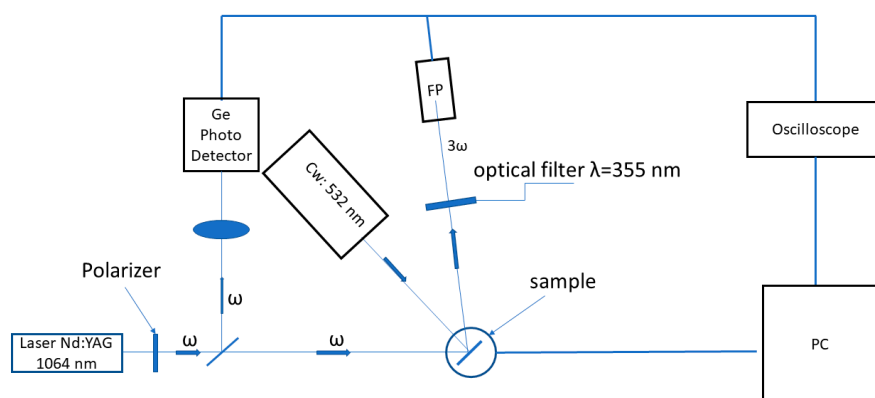 Ge
Photo
Detector
FP
Oscilloscope
Cw: 532 nm
3ω
optical filter λ=355 nm
Polarizer
ω
sample
Laser Nd:YAG
1064 nm
ω
ω
PC